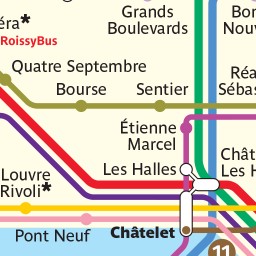 éra*
RoissyBus
Grands
Boulevards
Bon
Nouv
Quatre Septembre
Bourse
Sentier
Réa
Sébas
Étienne
Marcel
Les Halles
Chât
Les H
Louvre
Rivoli*
Pont Neuf
Châtelet
11